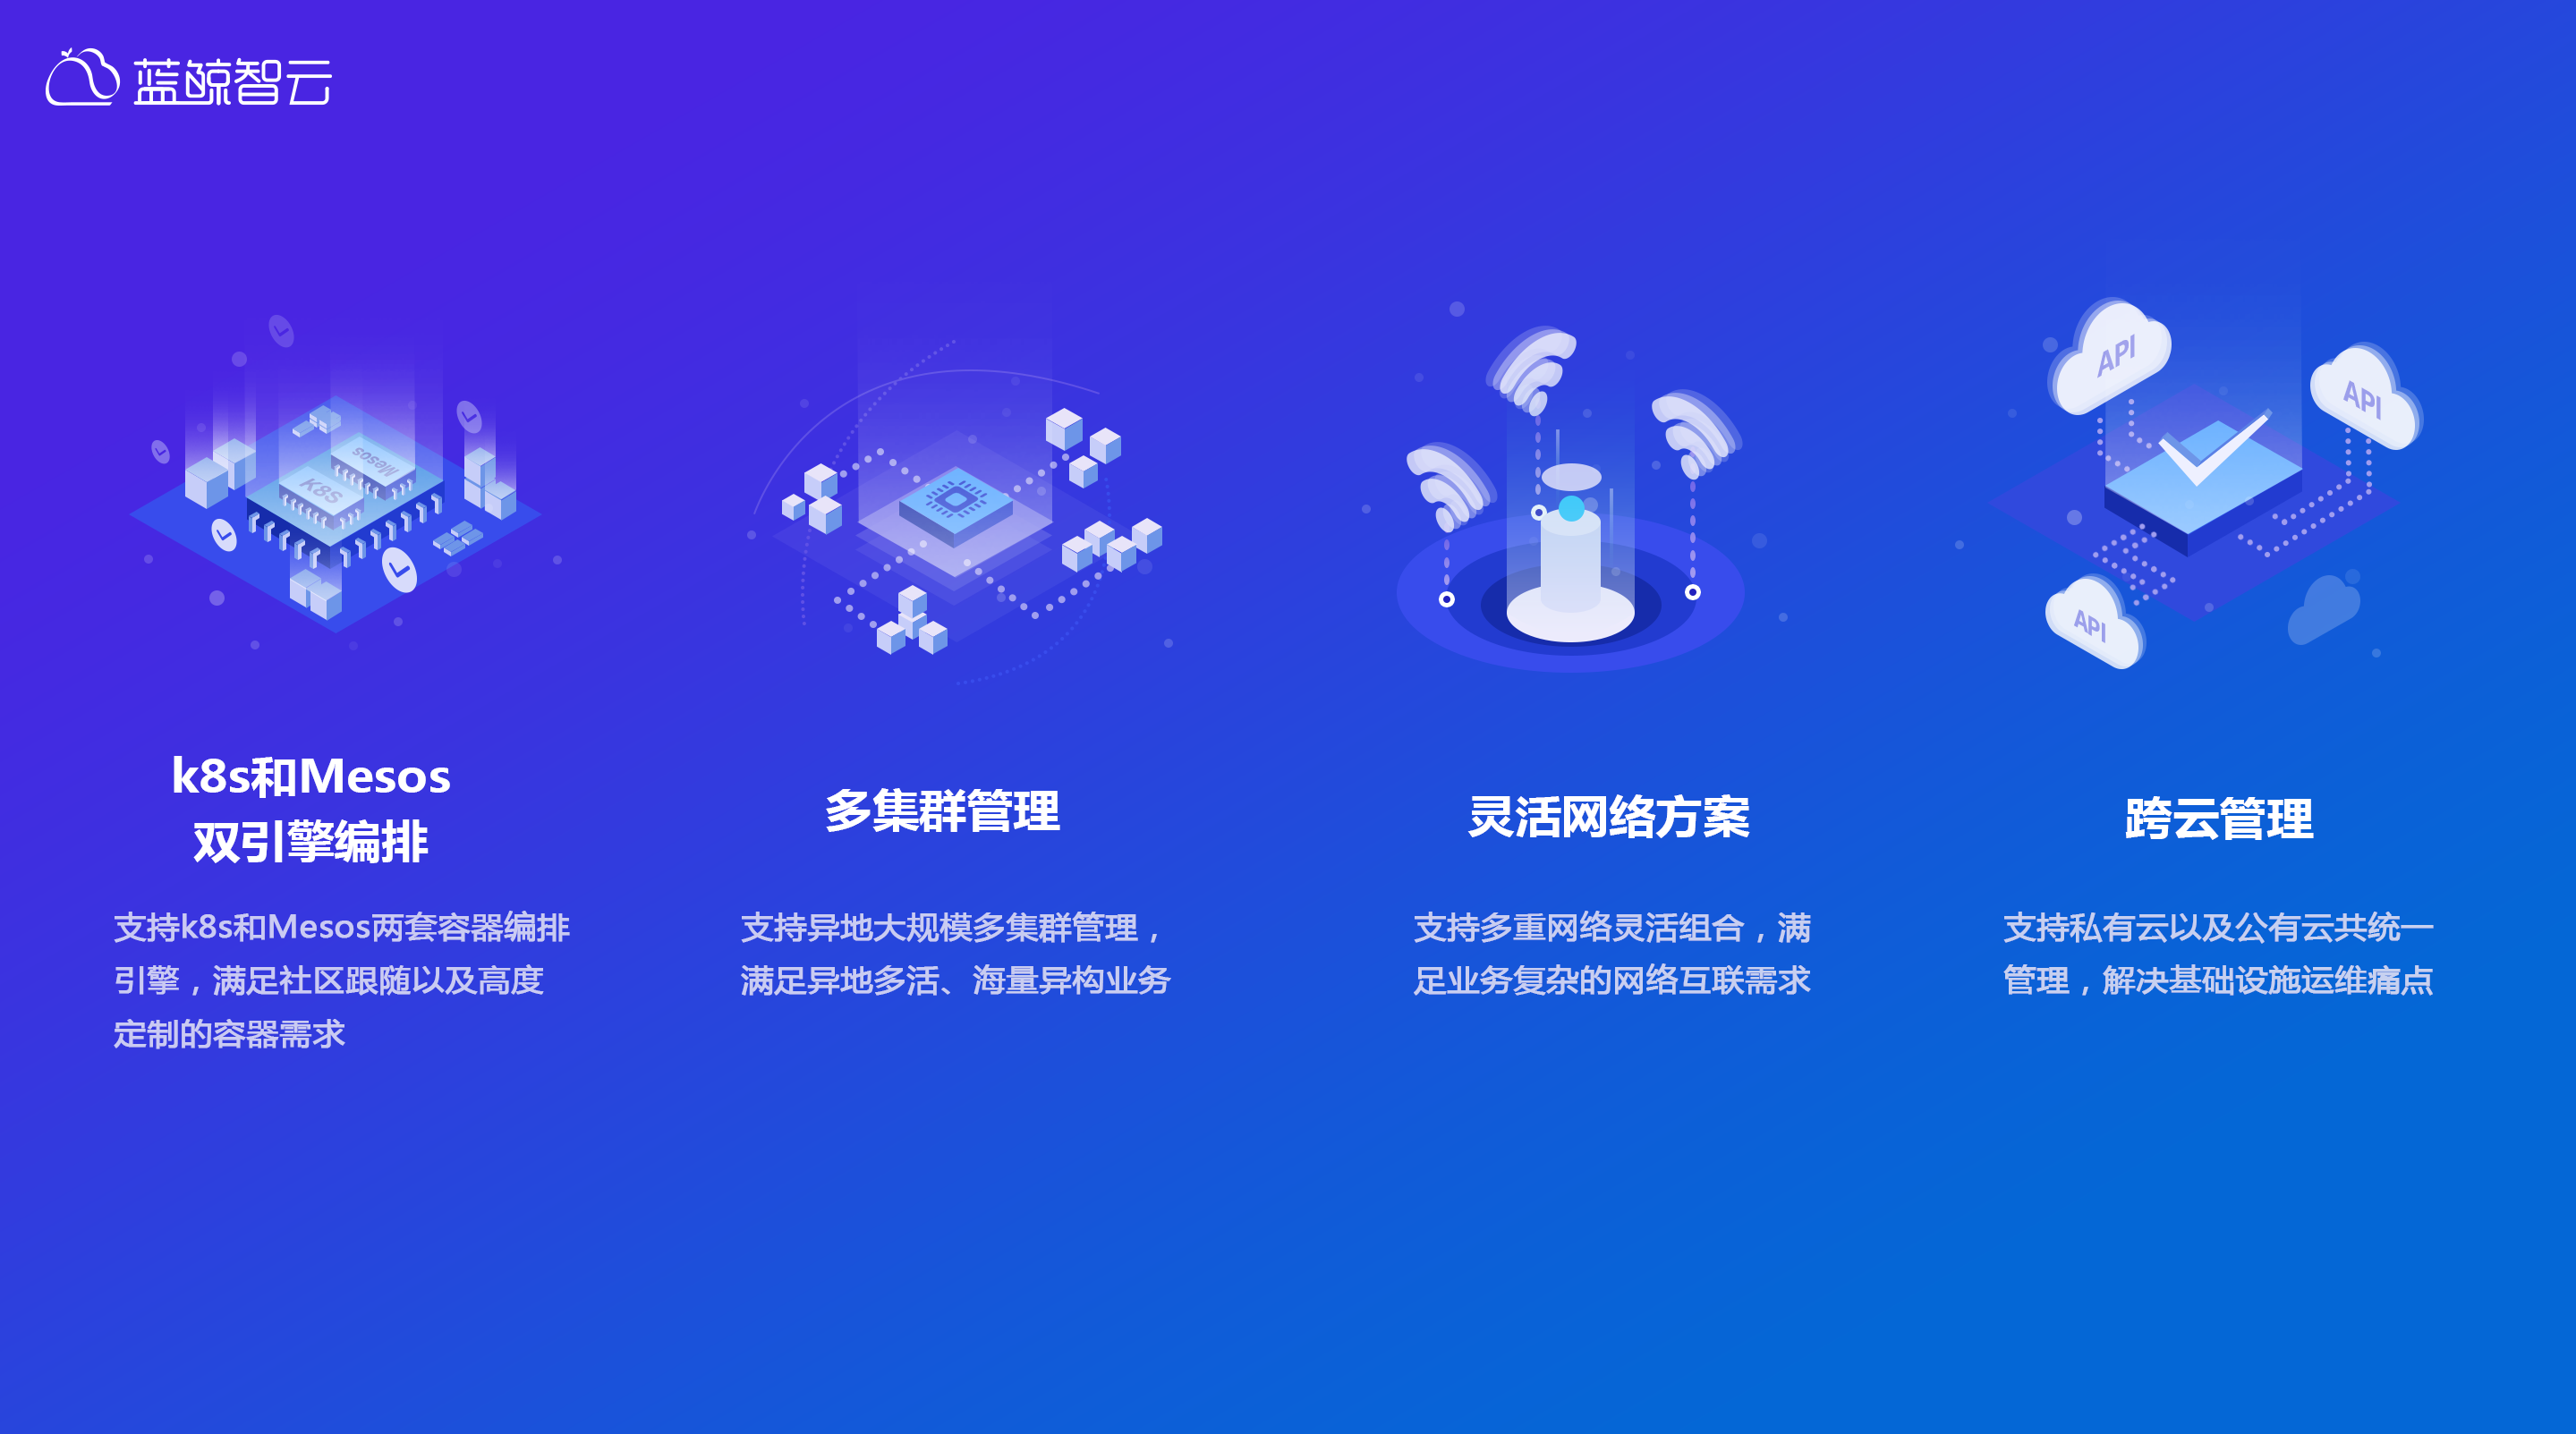 蓝鲸智云
API
API
Mesos
K8S
API
k8s和Mesos
双引擎编排
支持k8s和Mesos两套容器编排
引擎，满足社区跟随以及高度
定制的容器需求
多集群管理
支持异地大规模多集群管理，
满足异地多活、海量异构业务
灵活网络方案
支持多重网络灵活组合，满
足业务复杂的网络互联需求
跨云管理
支持私有云以及公有云共统一
管理，解决基础设施运维痛点